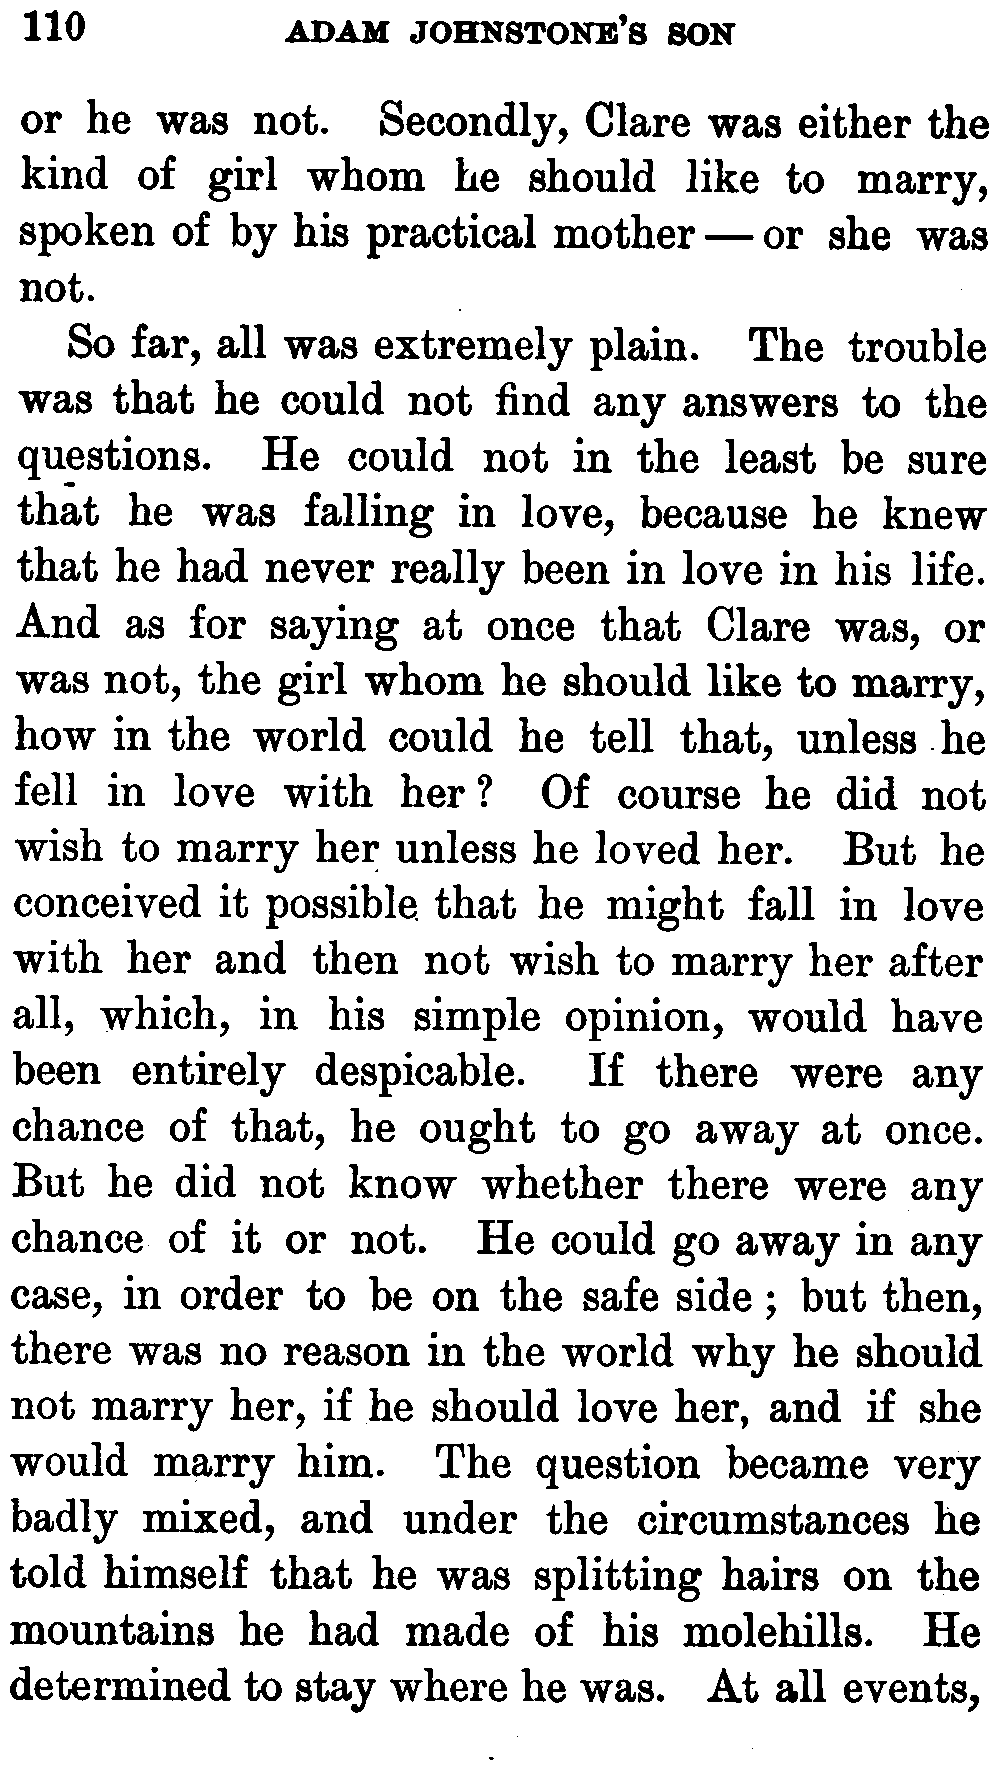 110 ADAM JOHNSTONE'S SON
or he was not. Secondly, Clare was either the
kind of girl whom he should like to marry,
spoken of by his practical mother — or she was
not.
So far, all was extremely plain. The trouble
was that he could not find any answers to the
questions. He could not in the least be sure
that he was falling in love, because he knew
that he had never really been in love in his life.
And as for saying at once that Clare was, or
was not, the girl whom he should like to marry,
how in the world could he tell that, unless he
fell in love with her? Of course he did not
wish to marry her unless he loved her. But he
conceived it possible that he might fall in love
with her and then not wish to marry her after
all, which, in his simple opinion, would have
been entirely despicable. If there were any
chance of that, he ought to go away at once.
But he did not know whether there were any
chance of it or not. He could go away in any
case, in order to be on the safe side; but then,
there was no reason in the world why he should
not marry her, if he should love her, and if she
would marry him. The question became very
badly mixed, and under the circumstances he
told himself that he was splitting hairs on the
mountains he had made of his molehills. He
determined to stay where he was. At all events,